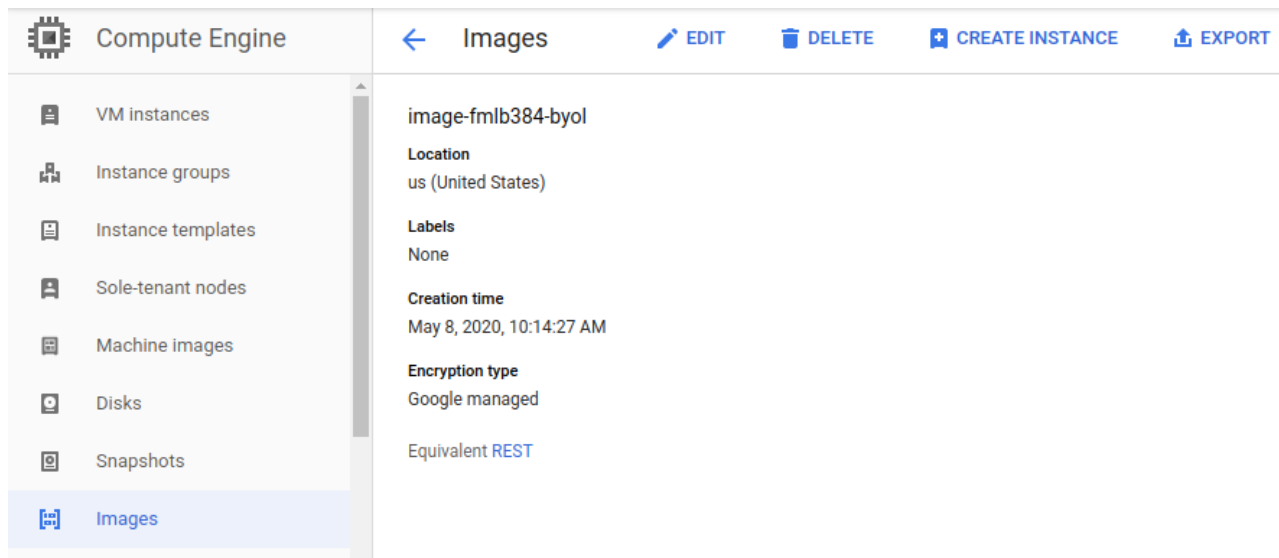 Compute Engine
Images
EDIT
DELETE
CREATE INSTANCE
EXPORT
VM instances
Instance groups
Instance templates
Sole-tenant nodes
Machine images
Disks
Snapshots
Images
image-fmlb384-byol
Location
us (United States)
Labels
None
Creation time
May 8, 2020, 10:14:27 AM
Encryption type
Google managed
Equivalent REST